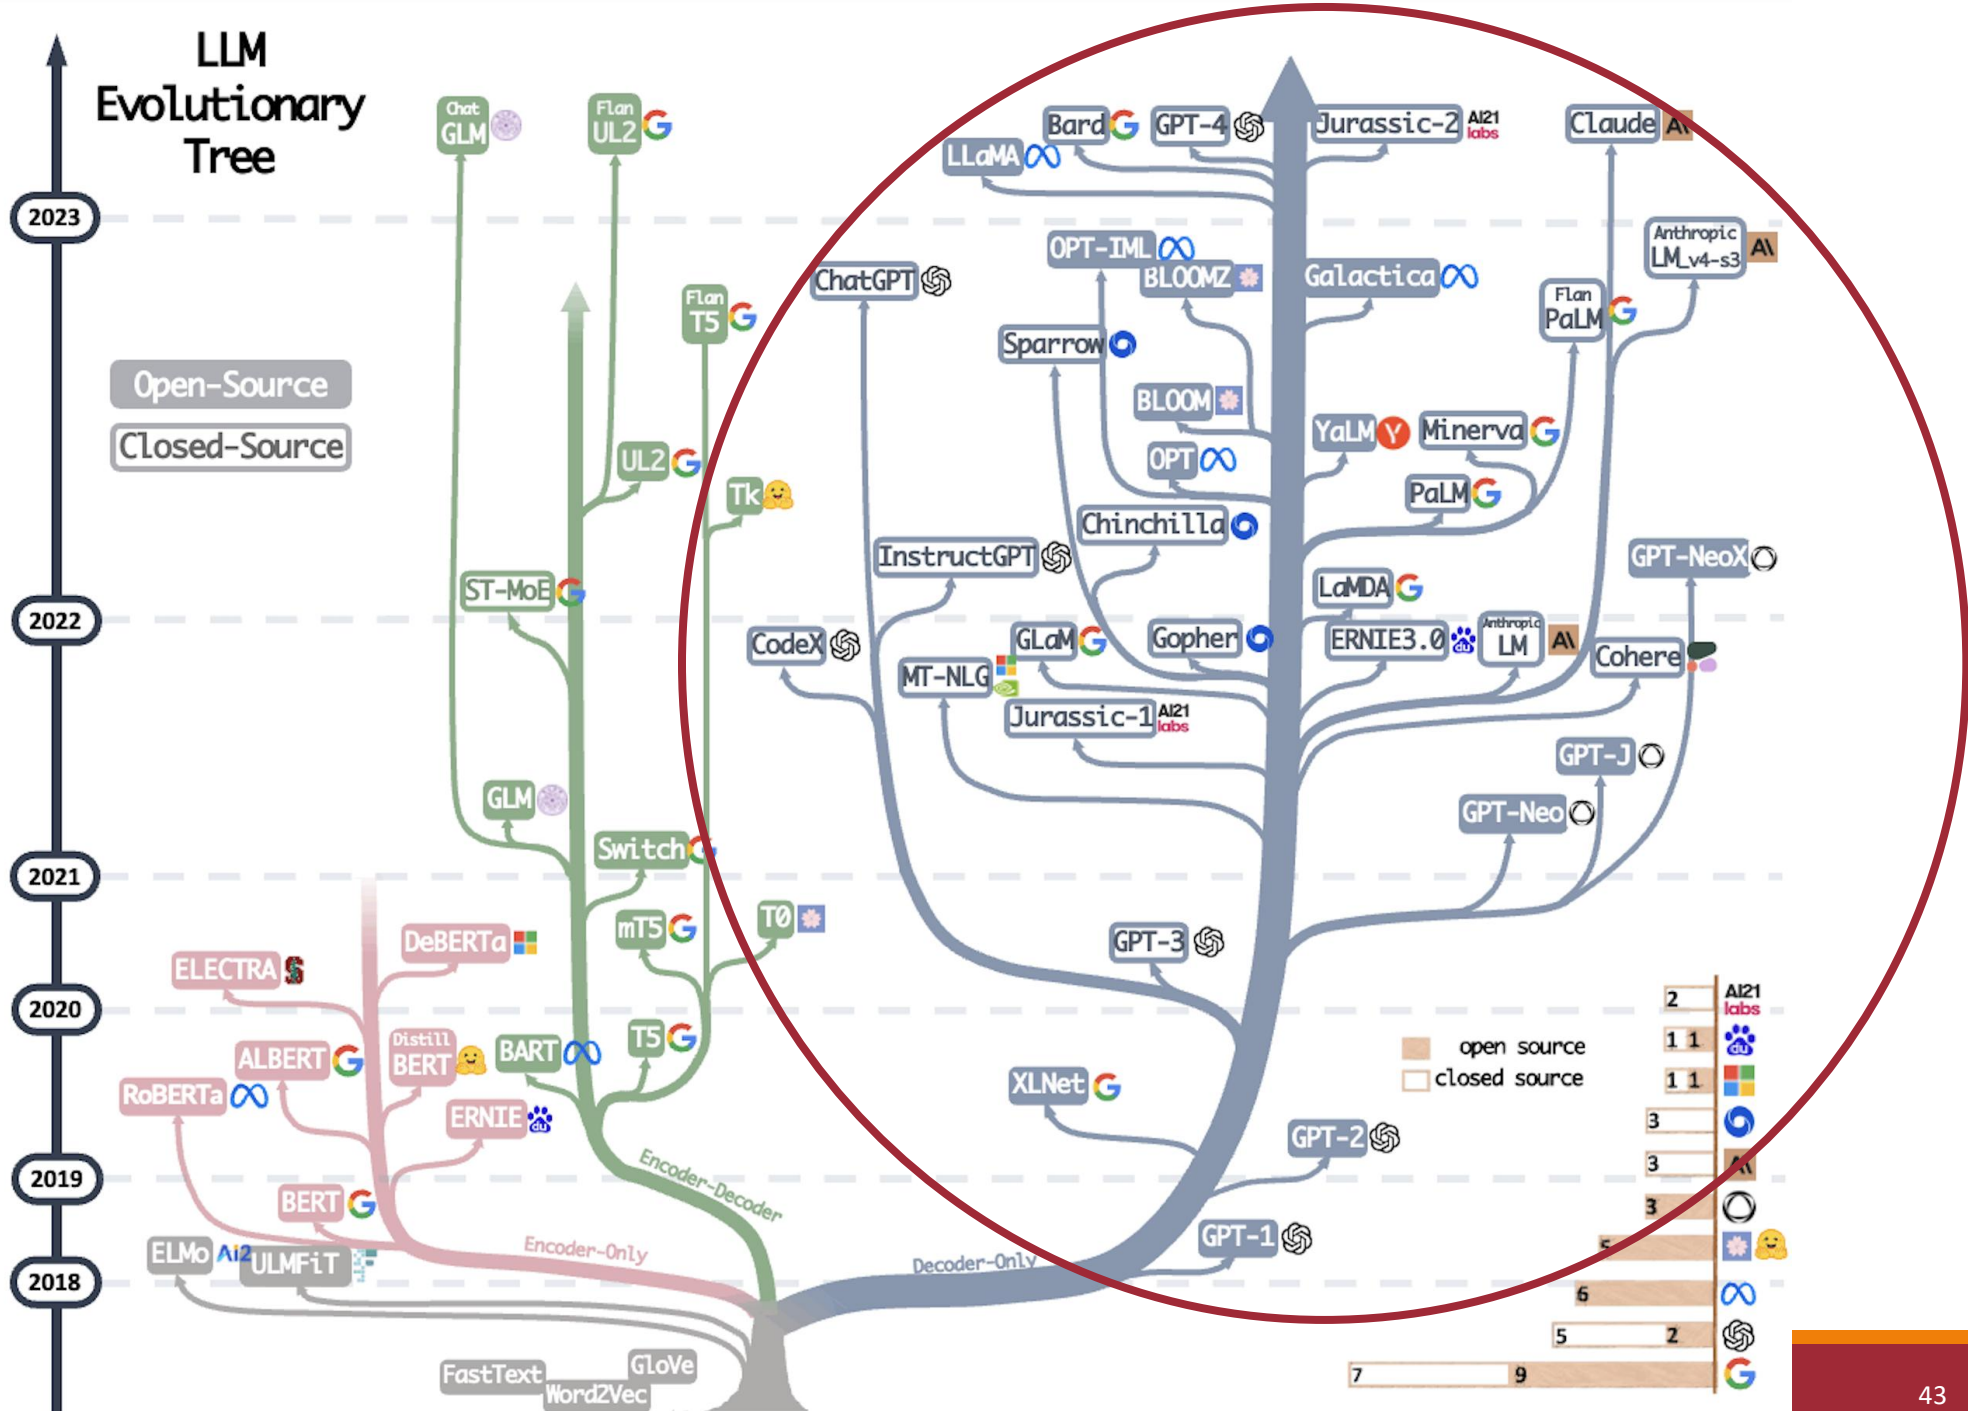 LLM
Evolutionary
Tree
2023
2022
2021
2020
2019
2018
Open-Source
Closed-Source
Chat
GLM
Flan
UL2
Flan
T5
UL2
Tk
ST-MoE
GLM
Switch
mT5
T0
BART
T5
Encoder-Decoder
DeBERTa
ELECTRA
ALBERT
Distill
BERT
RoBERTa
ERNIE
BERT
Encoder-Only
ELMo
Ai2
ULMFiT
FastText
Word2Vec
GloVe
Decoder-Only
Bard
GPT-4
Jurassic-2
AI21
labs
Claude
A\
LLaMA
OPT-IML
BLOOMZ
Galactica
Anthropic
LM_v4-s3
A\
ChatGPT
Flan
PaLM
Sparrow
BLOOM
YaLM
Minerva
OPT
PaLM
Chinchilla
InstructGPT
GPT-NeoX
LaMDA
CodeX
GLaM
Gopher
ERNIE3.0
du
Anthropic
LM
A\
Cohere
MT-NLG
Jurassic-1
AI21
labs
GPT-J
GPT-Neo
GPT-3
XLNet
GPT-2
GPT-1
open source
closed source
2
AI21
labs
1 1
du
1 1
3
3
A\
3
5
6
5 2
7 9
43